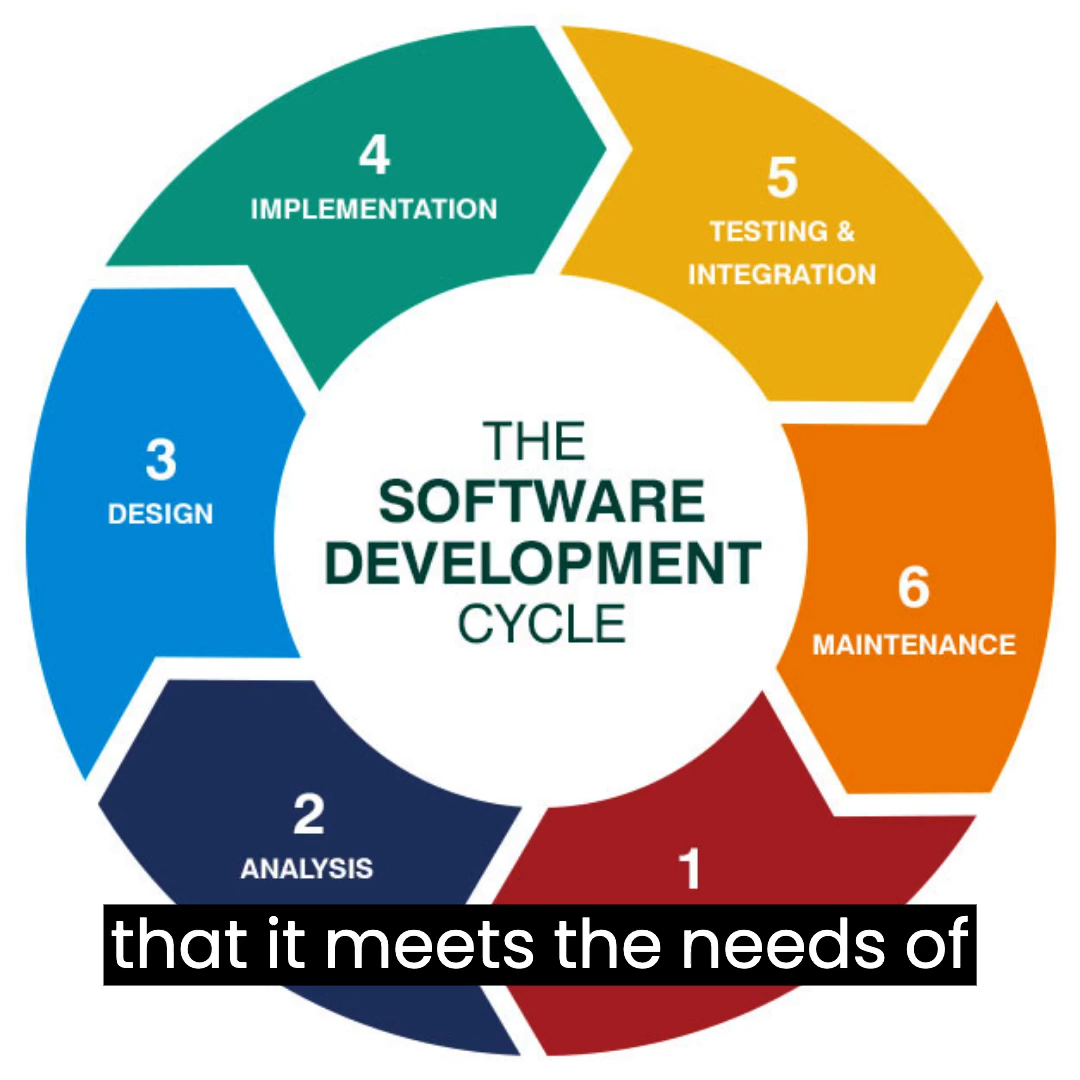 4
IMPLEMENTATION
5
TESTING &
INTEGRATION
3
DESIGN
THE
SOFTWARE
DEVELOPMENT
CYCLE
6
MAINTENANCE
2
ANALYSIS
1
that it meets the needs of